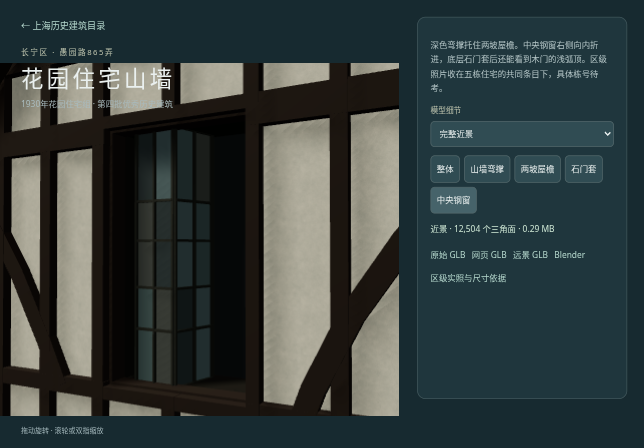 ← 上海历史建筑目录
长宁区 · 愚园路865弄
花园住宅山墙
深色弯撑托住两坡屋檐。中央钢窗右侧向内折
进，底层石门套后还能看到木门的浅弧顶。区级
照片收在五栋住宅的共同条目下，具体栋号待
考。
模型细节
完整近景
整体 山墙弯撑 两坡屋檐 石门套
中央钢窗
近景 · 12,504 个三角面 · 0.29 MB
原始 GLB 网页 GLB 远景 GLB Blender
区级实照与尺寸依据
拖动旋转 · 滚轮或双指缩放